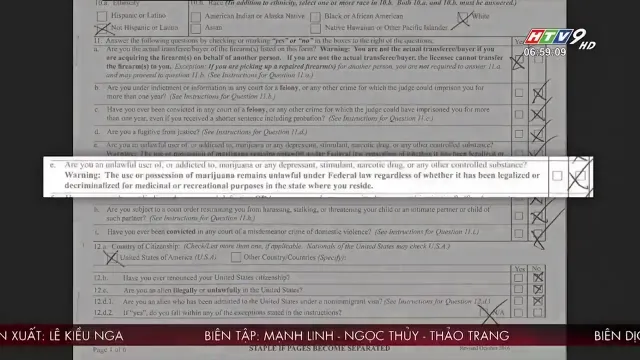 10.a. Ethnicity
Hispanic or Latino
American Indian or Alaska Native
Black or African American
White
Not Hispanic or Latino
Asian
Native Hawaiian or Other Pacific Islander
HTV9 HD
06:59:09
11. Answer the following questions by checking or marking "yes" or "no" in the boxes to the right of the questions.
a. Are you the actual transferee/buyer of the firearm(s) listed on this form? Warning: You are not the actual transferee/buyer if you
are acquiring the firearm(s) on behalf of another person. If you are not the actual transferee/buyer, the licensee cannot transfer
the firearm(s) to you. Exception: If you are picking up a repaired firearm(s) for another person, you are not required to answer 11.a.
and may proceed to question 11.b. (See Instructions for Question 11.a.)
b. Are you under indictment or information in any court for a felony, or any other crime for which the judge could imprison you for
more than one year? (See Instructions for Question 11.b.)
c. Have you ever been convicted in any court of a felony, or any other crime for which the judge could have imprisoned you for more
than one year, even if you received a shorter sentence including probation? (See Instructions for Question 11.c.)
d. Are you a fugitive from justice? (See Instructions for Question 11.d.)
e. Are you an unlawful user of, or addicted to, marijuana or any depressant, stimulant, narcotic drug, or any other controlled substance?
Warning: The use or possession of marijuana remains unlawful under Federal law regardless of whether it has been legalized or
decriminalized for medicinal or recreational purposes in the state where you reside.
h. Are you subject to a court order restraining you from harassing, stalking, or threatening your child or an intimate partner or child of
such partner? (See Instructions for Question 11.h.)
Have you ever been convicted in any court of a misdemeanor crime of domestic violence?
12.a. Country of Citizenship: (Check/List more than one, if applicable. Nationals of the United States may check U.S.A.)
United States of America (U.S.A)
Other Country/Countries (Specify):
Yes No
12.b. Have you ever renounced your United States citizenship?
12.c. Are you an alien illegally or unlawfully in the United States?
12.d.1. Are you an alien who has been admitted to the United States under a nonimmigrant visa? (See Instructions for Question 12.d.)
12.d.2. If "yes", do you fall within any of the exceptions stated in the instructions?
N/A
N XUẤT: LÊ KIỀU NGA
BIÊN TẬP: MẠNH LINH - NGỌC THỦY - THẢO TRANG
BIÊN DỊ
Page 1 of 6
STAPLE IF PAGES BECOME SEPARATED